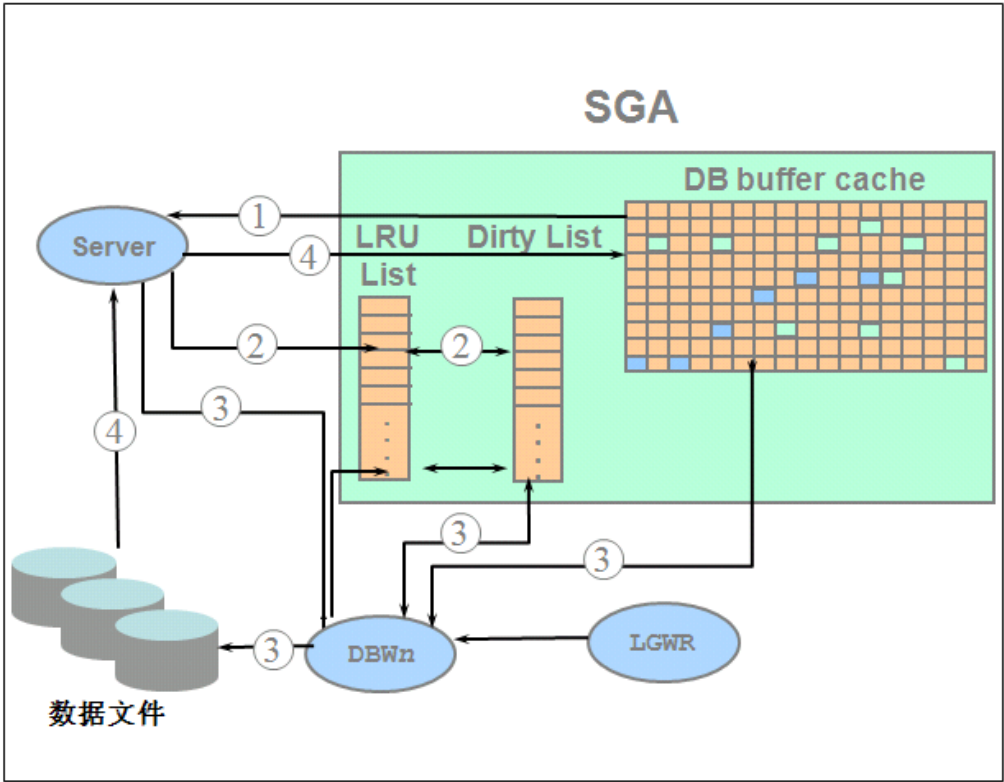 SGA
DB buffer cache
①
Server
LRU
List
Dirty List
④
②
②
③
④
③
③
③
DBWn
LGWR
数据文件